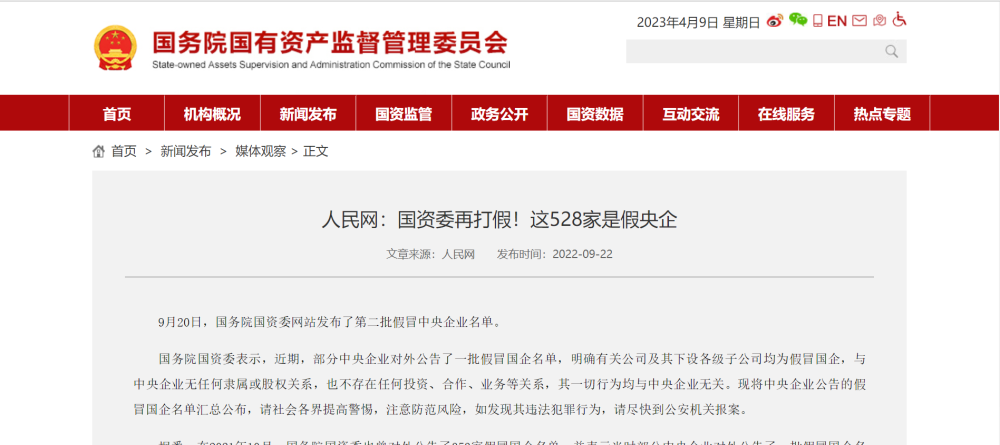 2023年4月9日 星期日 EN
国务院国有资产监督管理委员会
State-owned Assets Supervision and Administration Commission of the State Council
首页 机构概况 新闻发布 国资监管 政务公开 国资数据 互动交流 在线服务 热点专题
首页 > 新闻发布 > 媒体观察 > 正文
人民网：国资委再打假！这528家是假央企
文章来源：人民网 发布时间：2022-09-22
9月20日，国务院国资委网站发布了第二批假冒中央企业名单。
国务院国资委表示，近期，部分中央企业对外公告了一批假冒国企名单，明确有关公司及其下设各级子公司均为假冒国企，与
中央企业无任何隶属或股权关系，也不存在任何投资、合作、业务等关系，其一切行为均与中央企业无关。现将中央企业公告的假
冒国企名单汇总公布，请社会各界提高警惕，注意防范风险，如发现其违法犯罪行为，请尽快到公安机关报案。